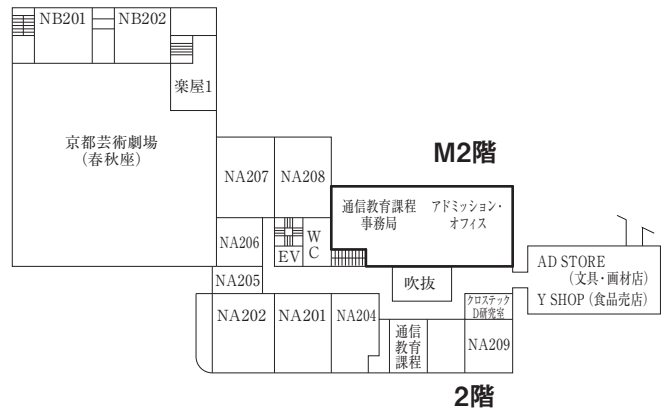 NB201
NB202
楽屋1
京都芸術劇場
（春秋座）
M2階
NA207
NA208
通信教育課程
事務局
アドミッション・
オフィス
NA206
EV
WC
吹抜
AD STORE
（文具・画材店）
Y SHOP（食品売店）
NA205
NA202
NA201
NA204
通信
教育
課程
クロステック
D研究室
NA209
2階